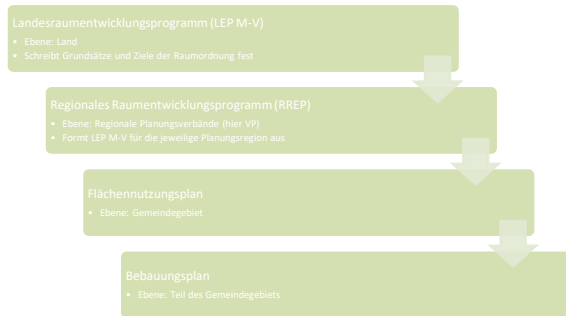 Landesraumentwicklungsprogramm (LEP M-V)
• Ebene: Land
• Schreibt Grundsätze und Ziele der Raumordnung fest
Regionales Raumentwicklungsprogramm (RREP)
• Ebene: Regionale Planungsverbände (hier VP)
• Formt LEP M-V für die jeweilige Planungsregion aus
Flächennutzungsplan
• Ebene: Gemeindegebiet
Bebauungsplan
• Ebene: Teil des Gemeindegebiets